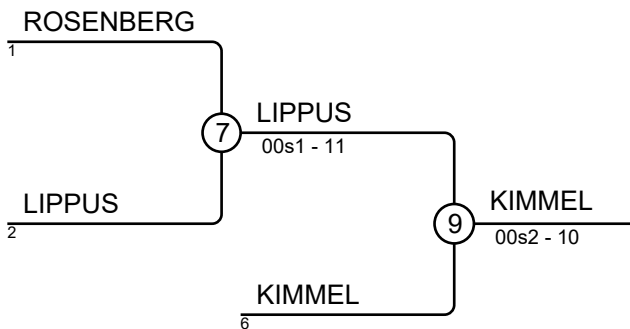 ROSENBERG
1
7
LIPPUS
00s1 - 11
LIPPUS
2
9
KIMMEL
00s2 - 10
KIMMEL
6